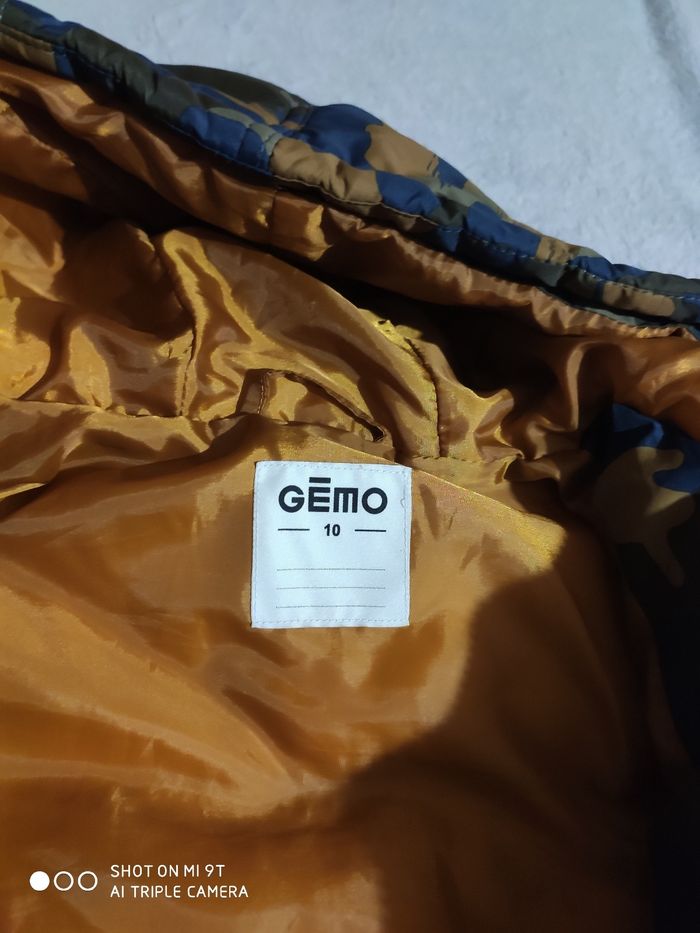 GĒMO
10
SHOT ON MI 9T
AI TRIPLE CAMERA